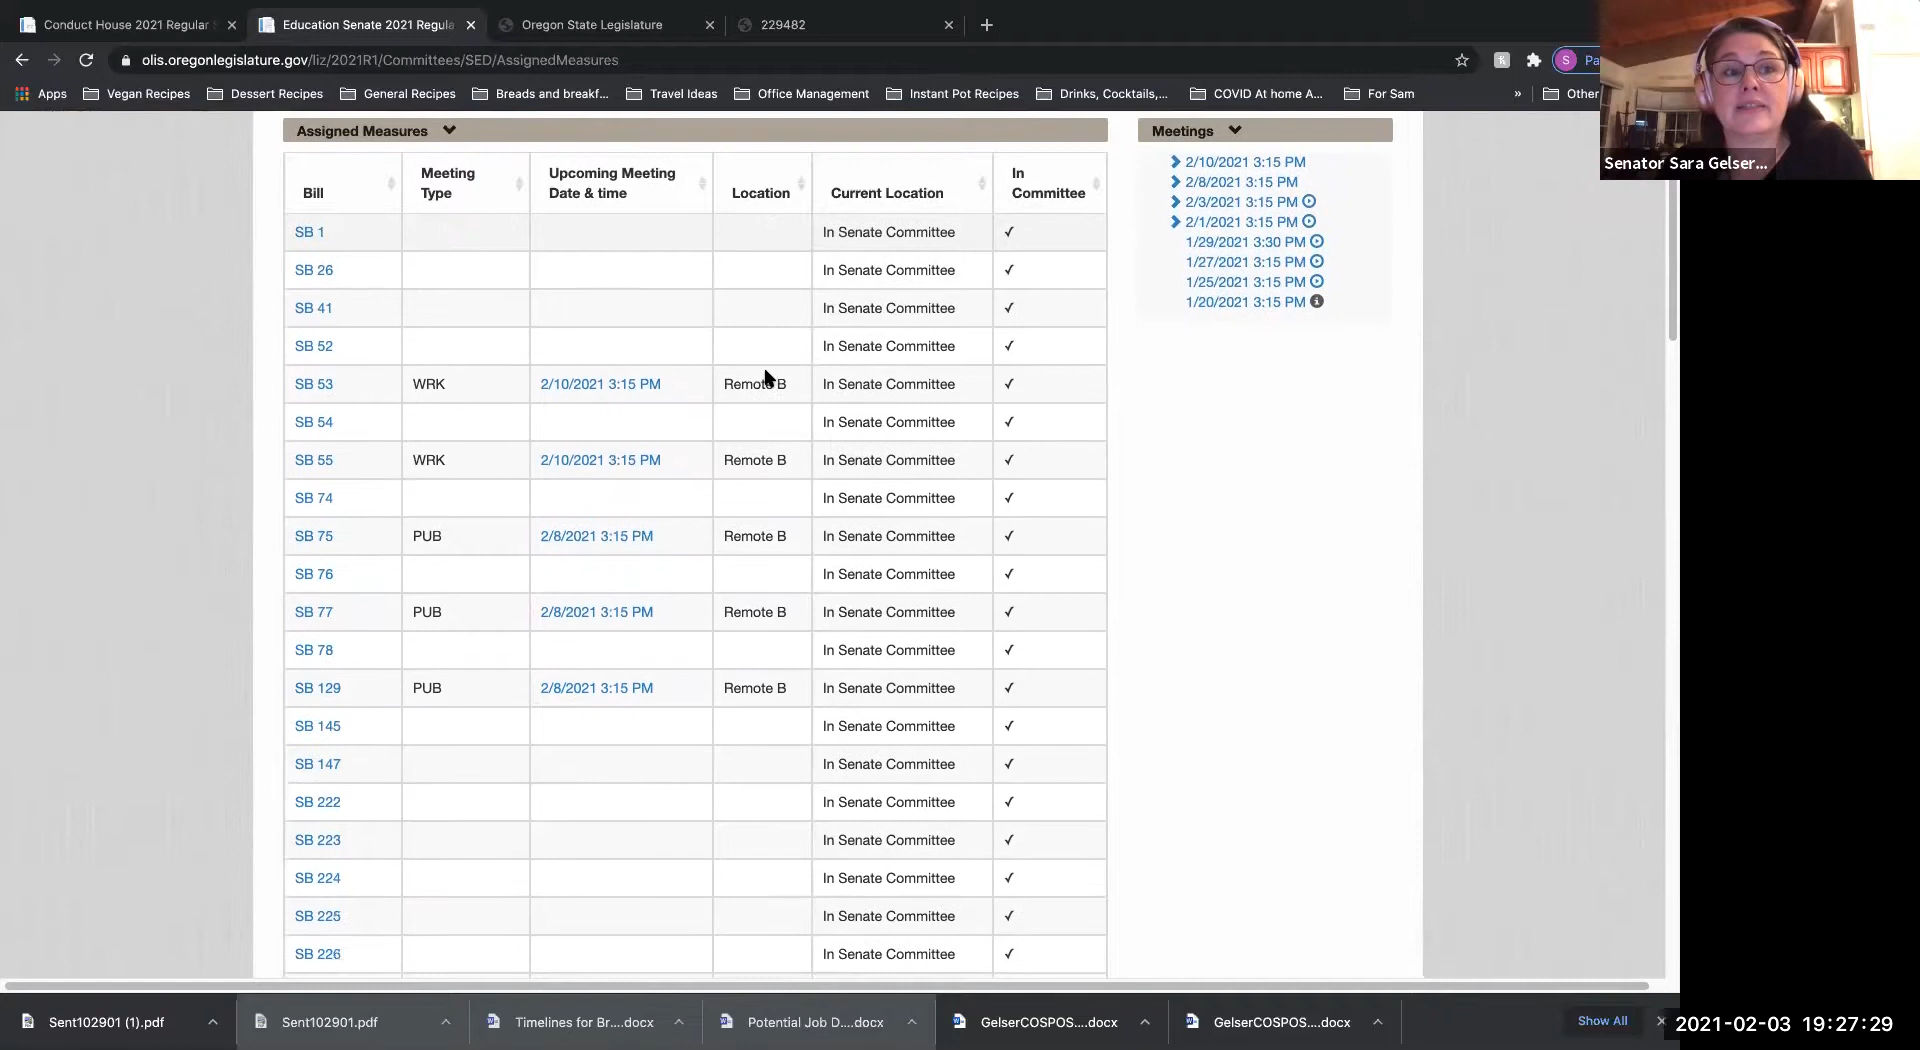 Conduct House 2021 Regular S
Education Senate 2021 Regula
Oregon State Legislature
229482
olis.oregonlegislature.gov/liz/2021R1/Committees/SED/AssignedMeasures
S Pa
Apps Vegan Recipes Dessert Recipes General Recipes Breads and breakf... Travel Ideas Office Management Instant Pot Recipes Drinks, Cocktails,... COVID At home A... For Sam » Other
Senator Sara Gelser...
Assigned Measures
Bill Meeting Type Upcoming Meeting Date & time Location Current Location In Committee
SB 1 In Senate Committee ✓
SB 26 In Senate Committee ✓
SB 41 In Senate Committee ✓
SB 52 In Senate Committee ✓
SB 53 WRK 2/10/2021 3:15 PM Remote B In Senate Committee ✓
SB 54 In Senate Committee ✓
SB 55 WRK 2/10/2021 3:15 PM Remote B In Senate Committee ✓
SB 74 In Senate Committee ✓
SB 75 PUB 2/8/2021 3:15 PM Remote B In Senate Committee ✓
SB 76 In Senate Committee ✓
SB 77 PUB 2/8/2021 3:15 PM Remote B In Senate Committee ✓
SB 78 In Senate Committee ✓
SB 129 PUB 2/8/2021 3:15 PM Remote B In Senate Committee ✓
SB 145 In Senate Committee ✓
SB 147 In Senate Committee ✓
SB 222 In Senate Committee ✓
SB 223 In Senate Committee ✓
SB 224 In Senate Committee ✓
SB 225 In Senate Committee ✓
SB 226 In Senate Committee ✓
Meetings
2/10/2021 3:15 PM
2/8/2021 3:15 PM
2/3/2021 3:15 PM
2/1/2021 3:15 PM
1/29/2021 3:30 PM
1/27/2021 3:15 PM
1/25/2021 3:15 PM
1/20/2021 3:15 PM
Sent102901 (1).pdf Sent102901.pdf Timelines for Br....docx Potential Job D....docx GelserCOSPOS....docx GelserCOSPOS....docx Show All
2021-02-03 19:27:29